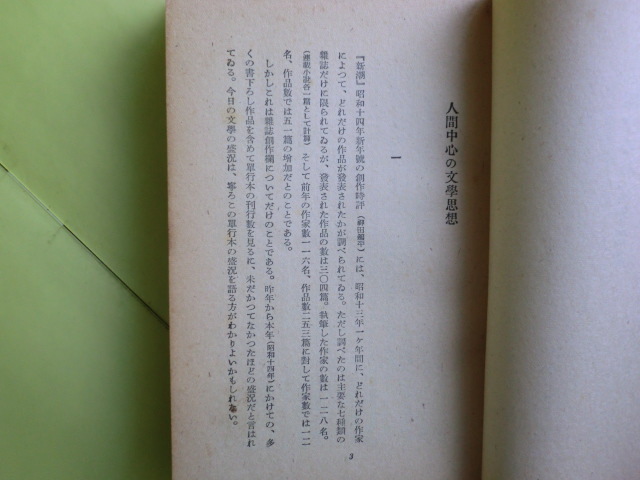 人間中心の文學思想
一
『新潮』昭和十四年新年號の創作時評(神田鵜平)には、昭和十三年一ヶ年間に、どれだけの作家
によつて、どれだけの作品が發表されたかが調べられてゐる。ただし調べたのは主要な七種類の
雜誌だけに限られてゐるが、發表された作品の數は三〇四篇。執筆した作家の數は一二八名。
(連載小説各一篇として計算)そして前年の作家數一一六名、作品數二五三篇に對して作家數では一二
名、作品數では五一篇の增加だとのことである。
しかしこれは雜誌創作欄についてだけのことである。昨年から本年(昭和十四年)にかけての、多
くの書下ろし作品を含めて單行本の刊行數を見るに、未だかつてなかつたほどの盛況だと言はれ
てゐる。今日の文學の盛況は、寧ろこの單行本の盛況を語る方がわかりよいかもしれない。
3